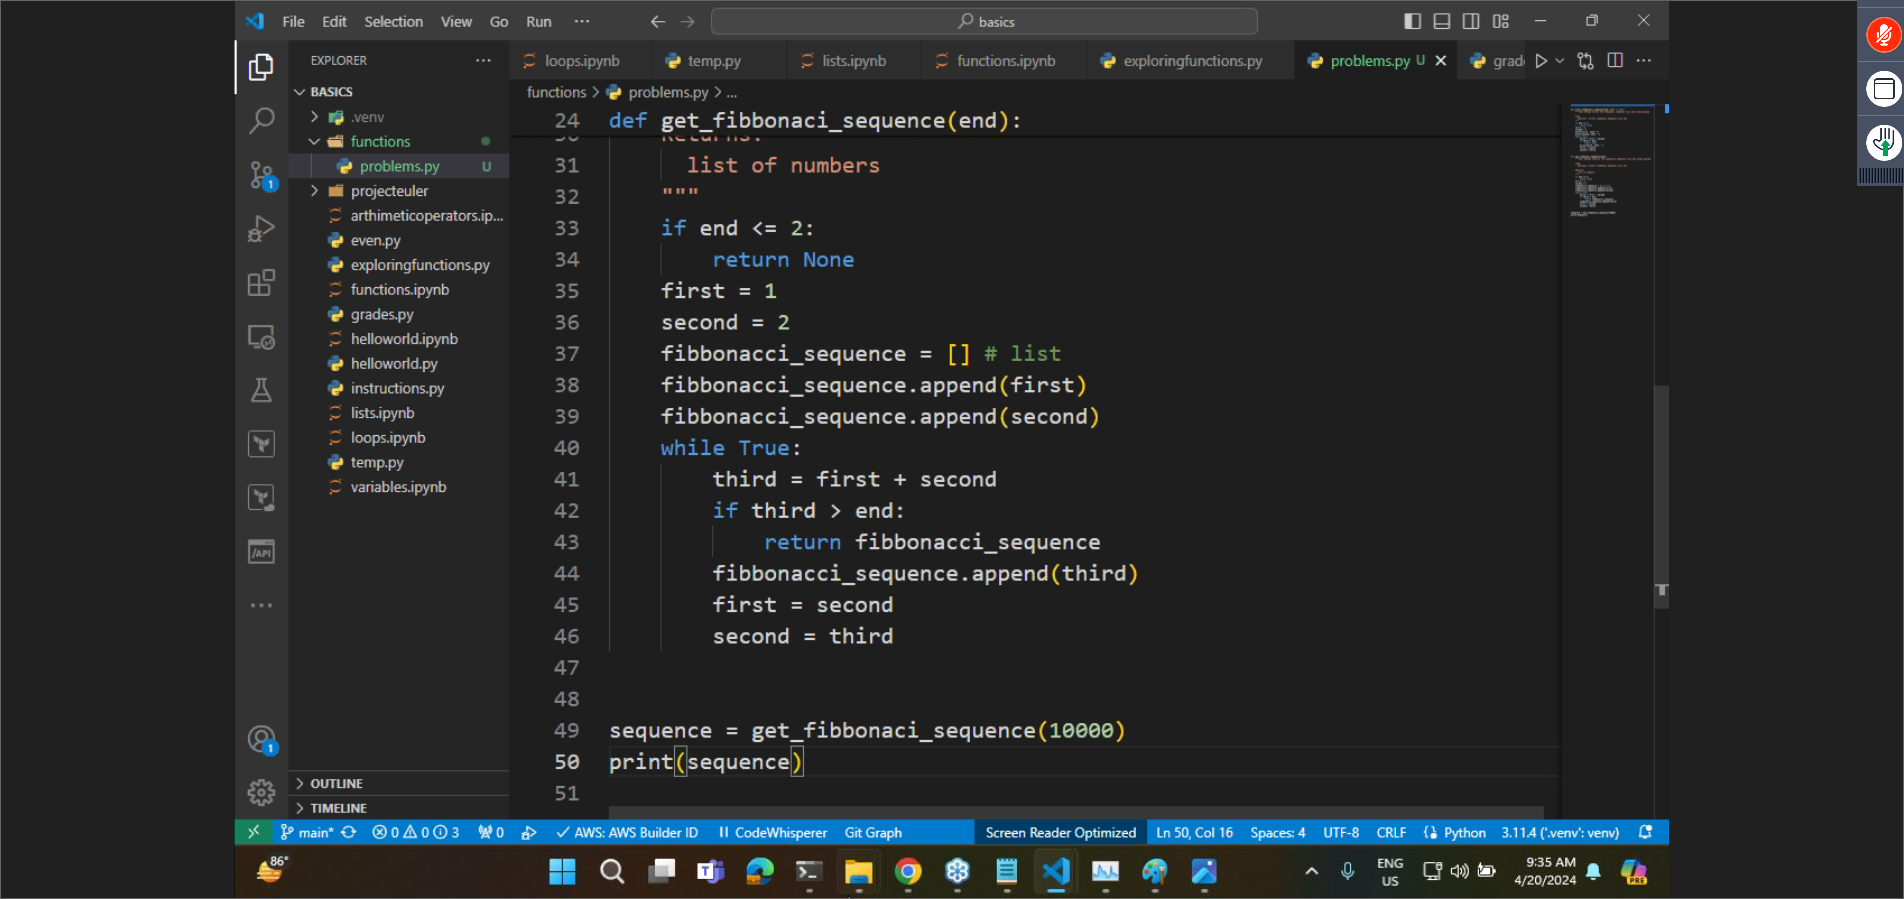 File Edit Selection View Go Run ··· basics
EXPLORER ···
loops.ipynb temp.py lists.ipynb functions.ipynb exploringfunctions.py problems.py U grad
BASICS
.venv
functions
problems.py U
projecteuler
arthimeticoperators.ip...
even.py
exploringfunctions.py
functions.ipynb
grades.py
helloworld.ipynb
helloworld.py
instructions.py
lists.ipynb
loops.ipynb
temp.py
variables.ipynb
OUTLINE
TIMELINE
functions > problems.py > ...
24 def get_fibbonaci_sequence(end):
31 list of numbers
32 """
33 if end <= 2:
34 return None
35 first = 1
36 second = 2
37 fibbonacci_sequence = [] # list
38 fibbonacci_sequence.append(first)
39 fibbonacci_sequence.append(second)
40 while True:
41 third = first + second
42 if third > end:
43 return fibbonacci_sequence
44 fibbonacci_sequence.append(third)
45 first = second
46 second = third
47
48
49 sequence = get_fibbonaci_sequence(10000)
50 print(sequence)
51
1
/API
1
main* 0 0 3 0 AWS: AWS Builder ID CodeWhisperer Git Graph Screen Reader Optimized Ln 50, Col 16 Spaces: 4 UTF-8 CRLF Python 3.11.4 ('.venv': venv)
86°
ENG
US
9:35 AM
4/20/2024
PRE